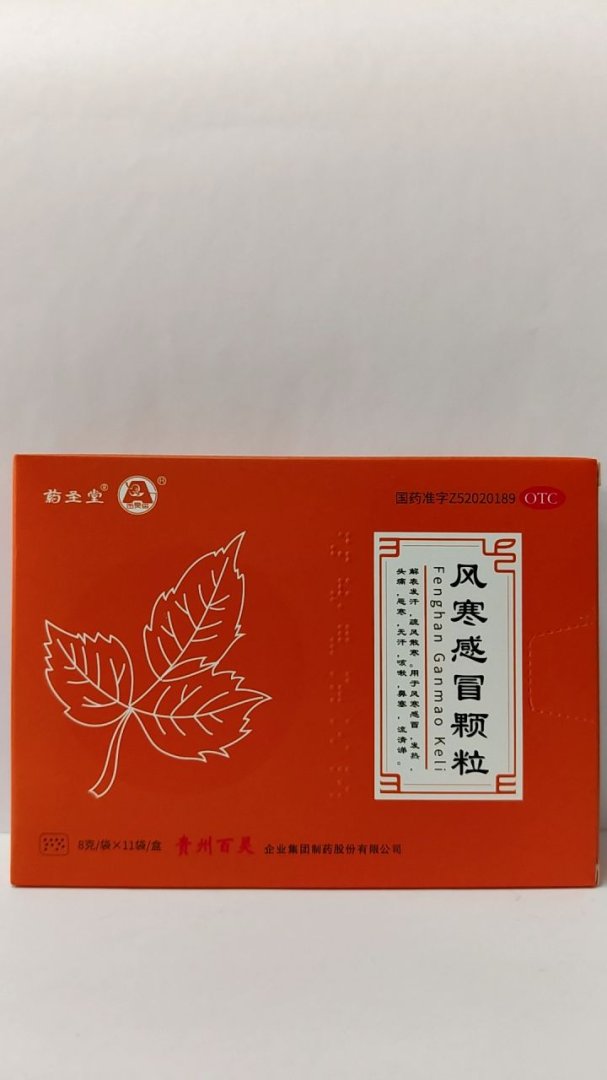 药圣堂®
®
国药准字Z52020189 OTC
风寒感冒颗粒
Fenghan Ganmao Keli
解表发汗，疏风散寒。用于风寒感冒，发热，
头痛，恶寒，无汗，咳嗽，鼻塞，流清涕。
8克/袋×11袋/盒
贵州百灵 企业集团制药股份有限公司